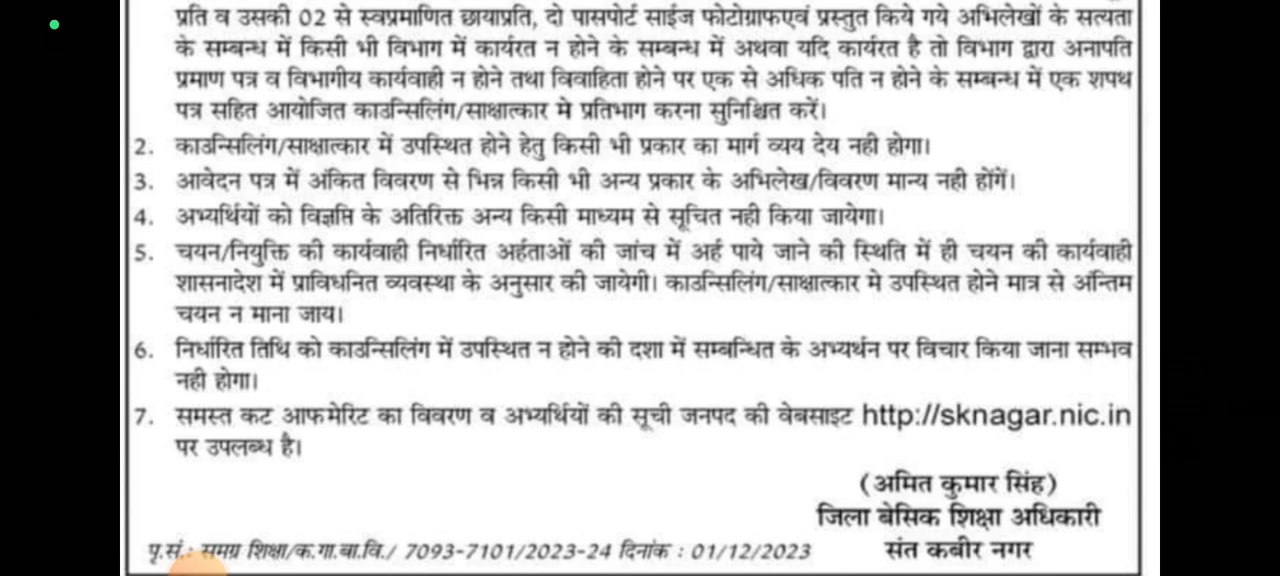 प्रति व उसकी 02 से स्वप्रमाणित छायाप्रति, दो पासपोर्ट साईज फोटोग्राफएवं प्रस्तुत किये गये अभिलेखों के सत्यता
के सम्बन्ध में किसी भी विभाग में कार्यरत न होने के सम्बन्ध में अथवा यदि कार्यरत है तो विभाग द्वारा अनापति
प्रमाण पत्र व विभागीय कार्यवाही न होने तथा विवाहिता होने पर एक से अधिक पति न होने के सम्बन्ध में एक शपथ
पत्र सहित आयोजित काउन्सिलिंग/साक्षात्कार मे प्रतिभाग करना सुनिश्चित करें।
2. काउन्सिलिंग/साक्षात्कार में उपस्थित होने हेतु किसी भी प्रकार का मार्ग व्यय देय नही होगा।
3. आवेदन पत्र में अंकित विवरण से भिन्न किसी भी अन्य प्रकार के अभिलेख/विवरण मान्य नही होंगें।
4. अभ्यर्थियों को विज्ञप्ति के अतिरिक्त अन्य किसी माध्यम से सूचित नही किया जायेगा।
5. चयन/नियुक्ति की कार्यवाही निर्धारित अर्हताओं की जांच में अर्ह पाये जाने की स्थिति में ही चयन की कार्यवाही
शासनादेश में प्राविधनित व्यवस्था के अनुसार की जायेगी। काउन्सिलिंग/साक्षात्कार मे उपस्थित होने मात्र से अन्तिम
चयन न माना जाय।
6. निर्धारित तिथि को काउन्सिलिंग में उपस्थित न होने की दशा में सम्बन्धित के अभ्यर्थन पर विचार किया जाना सम्भव
नही होगा।
7. समस्त कट आफमेरिट का विवरण व अभ्यर्थियों की सूची जनपद की वेबसाइट http://sknagar.nic.in
पर उपलब्ध है।
(अमित कुमार सिंह)
जिला बेसिक शिक्षा अधिकारी
संत कबीर नगर
पृ.सं.: समग्र शिक्षा/क.गा.बा.वि./ 7093-7101/2023-24 दिनांक : 01/12/2023